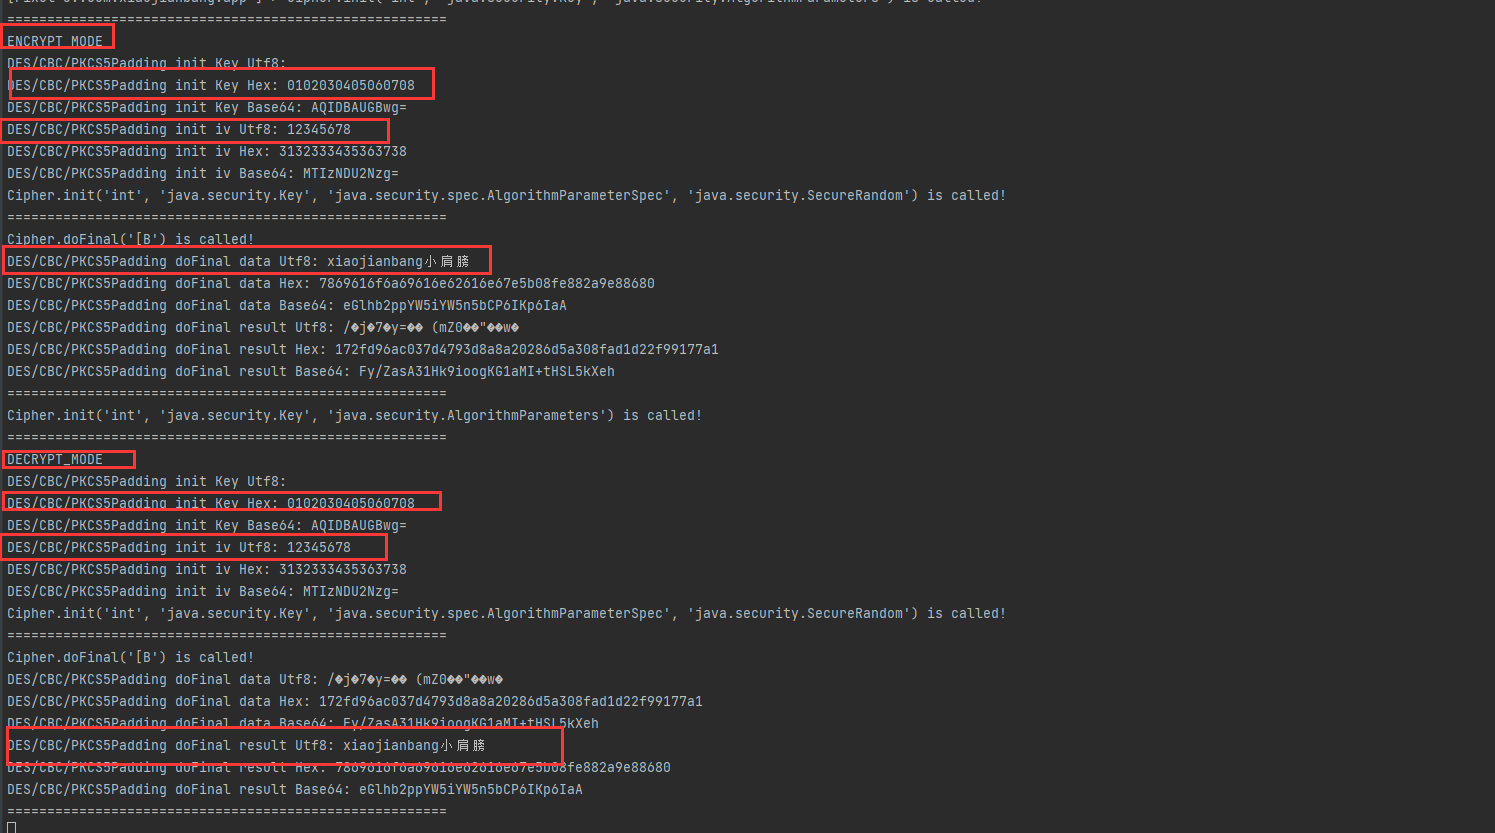 ==================================================
ENCRYPT_MODE
DES/CBC/PKCS5Padding init Key Utf8:
DES/CBC/PKCS5Padding init Key Hex: 0102030405060708
DES/CBC/PKCS5Padding init Key Base64: AQIDBAUGBwg=
DES/CBC/PKCS5Padding init iv Utf8: 12345678
DES/CBC/PKCS5Padding init iv Hex: 3132333435363738
DES/CBC/PKCS5Padding init iv Base64: MTIzNDU2Nzg=
Cipher.init('int', 'java.security.Key', 'java.security.spec.AlgorithmParameterSpec', 'java.security.SecureRandom') is called!
=======================================================
Cipher.doFinal('[B') is called!
DES/CBC/PKCS5Padding doFinal data Utf8: xiaojianbang小肩膀
DES/CBC/PKCS5Padding doFinal data Hex: 7869616f6a69616e62616e67e5b08fe882a9e88680
DES/CBC/PKCS5Padding doFinal data Base64: eGlhb2ppYW5iYW5n5bCP6IKp6IaA
DES/CBC/PKCS5Padding doFinal result Utf8: /�j�7�y=�� (mZ0��"��w�
DES/CBC/PKCS5Padding doFinal result Hex: 172fd96ac037d4793d8a8a20286d5a308fad1d22f99177a1
DES/CBC/PKCS5Padding doFinal result Base64: Fy/ZasA31Hk9ioogKG1aMI+tHSL5kXeh
=======================================================
Cipher.init('int', 'java.security.Key', 'java.security.AlgorithmParameters') is called!
=======================================================
DECRYPT_MODE
DES/CBC/PKCS5Padding init Key Utf8:
DES/CBC/PKCS5Padding init Key Hex: 0102030405060708
DES/CBC/PKCS5Padding init Key Base64: AQIDBAUGBwg=
DES/CBC/PKCS5Padding init iv Utf8: 12345678
DES/CBC/PKCS5Padding init iv Hex: 3132333435363738
DES/CBC/PKCS5Padding init iv Base64: MTIzNDU2Nzg=
Cipher.init('int', 'java.security.Key', 'java.security.spec.AlgorithmParameterSpec', 'java.security.SecureRandom') is called!
=======================================================
Cipher.doFinal('[B') is called!
DES/CBC/PKCS5Padding doFinal data Utf8: /�j�7�y=�� (mZ0��"��w�
DES/CBC/PKCS5Padding doFinal data Hex: 172fd96ac037d4793d8a8a20286d5a308fad1d22f99177a1
DES/CBC/PKCS5Padding doFinal data Base64: Fy/ZasA31Hk9ioogKG1aMI+tHSL5kXeh
DES/CBC/PKCS5Padding doFinal result Utf8: xiaojianbang小肩膀
DES/CBC/PKCS5Padding doFinal result Hex: 7869616f6a69616e62616e67e5b08fe882a9e88680
DES/CBC/PKCS5Padding doFinal result Base64: eGlhb2ppYW5iYW5n5bCP6IKp6IaA
=======================================================